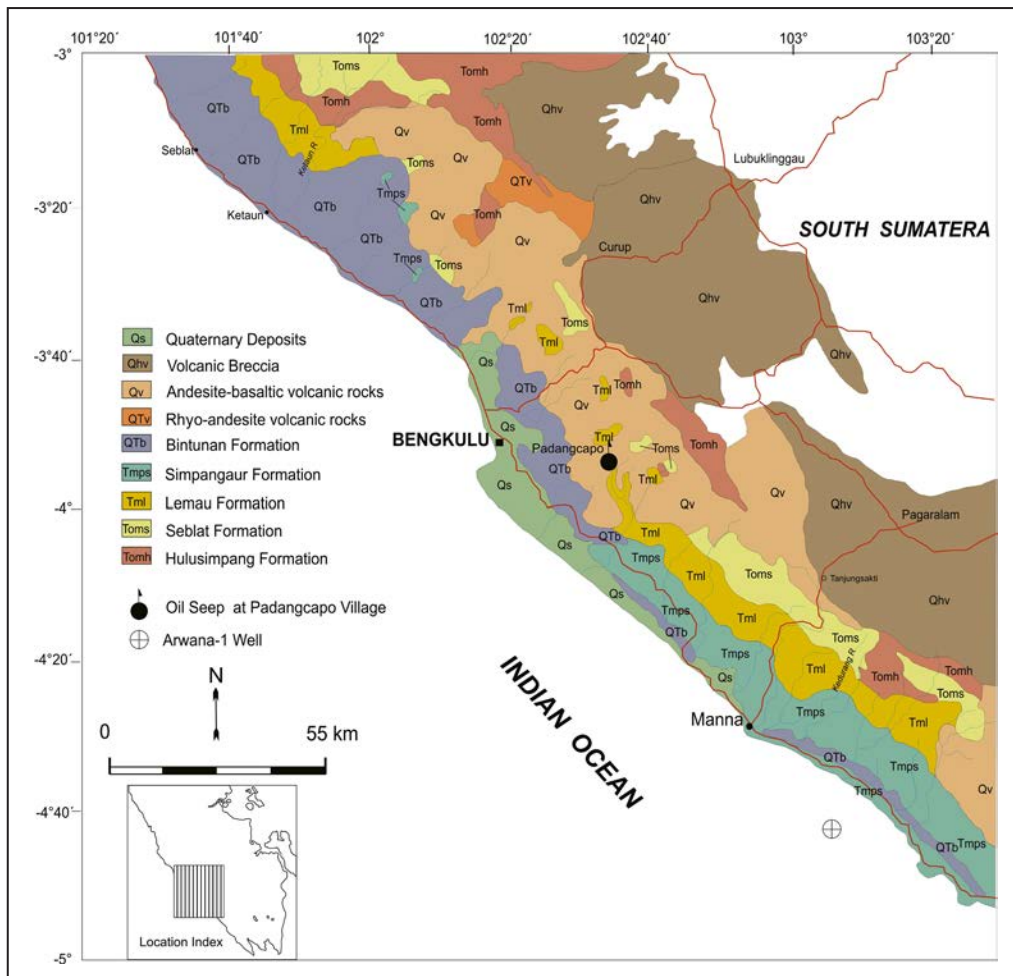 101°20´ 101°40´ 102° 102°20´ 102°40´ 103° 103°20´
-3°
Toms
Tomh
QTb
Tomh
Qhv
Tml
Qv
Lubuklinggau
Seblat
QTb
Ketaun R
Qv
Toms
QTv
Tmps
Qhv
-3°20´
Ketaun
QTb
Qv
Tomh
SOUTH SUMATERA
QTb
Qv
Curup
Tmps
Toms
QTb
Qhv
Tml
Toms
Qs Quaternary Deposits
Tml
Qhv
-3°40´
Qs
Qhv Volcanic Breccia
QTb
Tml
Tomh
Qv Andesite-basaltic volcanic rocks
Qv
QTv Rhyo-andesite volcanic rocks
Qs
Tml
BENGKULU
Padangcapo
Toms
Tomh
QTb Bintunan Formation
QTb
Tmps Simpangaur Formation
Qs
Tml
Qv
Qhv
Tml Lemau Formation
Qv
Pagaralam
-4°
Toms Seblat Formation
QTb
Tml
Qs
Tmps
Tomh Hulusimpang Formation
Tml
Toms
Tanjungsakti
Qs
Qhv
Oil Seep at Padangcapo Village
Tmps
Tml
QTb
Toms
Arwana-1 Well
Tmps
-4°20´
Tml
Kedurang R
Tomh
Tomh
Qs
Toms
N
INDIAN OCEAN
Manna
Tmps
Tml
0 55 km
QTb
Tmps
Tmps
Qv
-4°40´
QTb
Tmps
Location Index
-5°